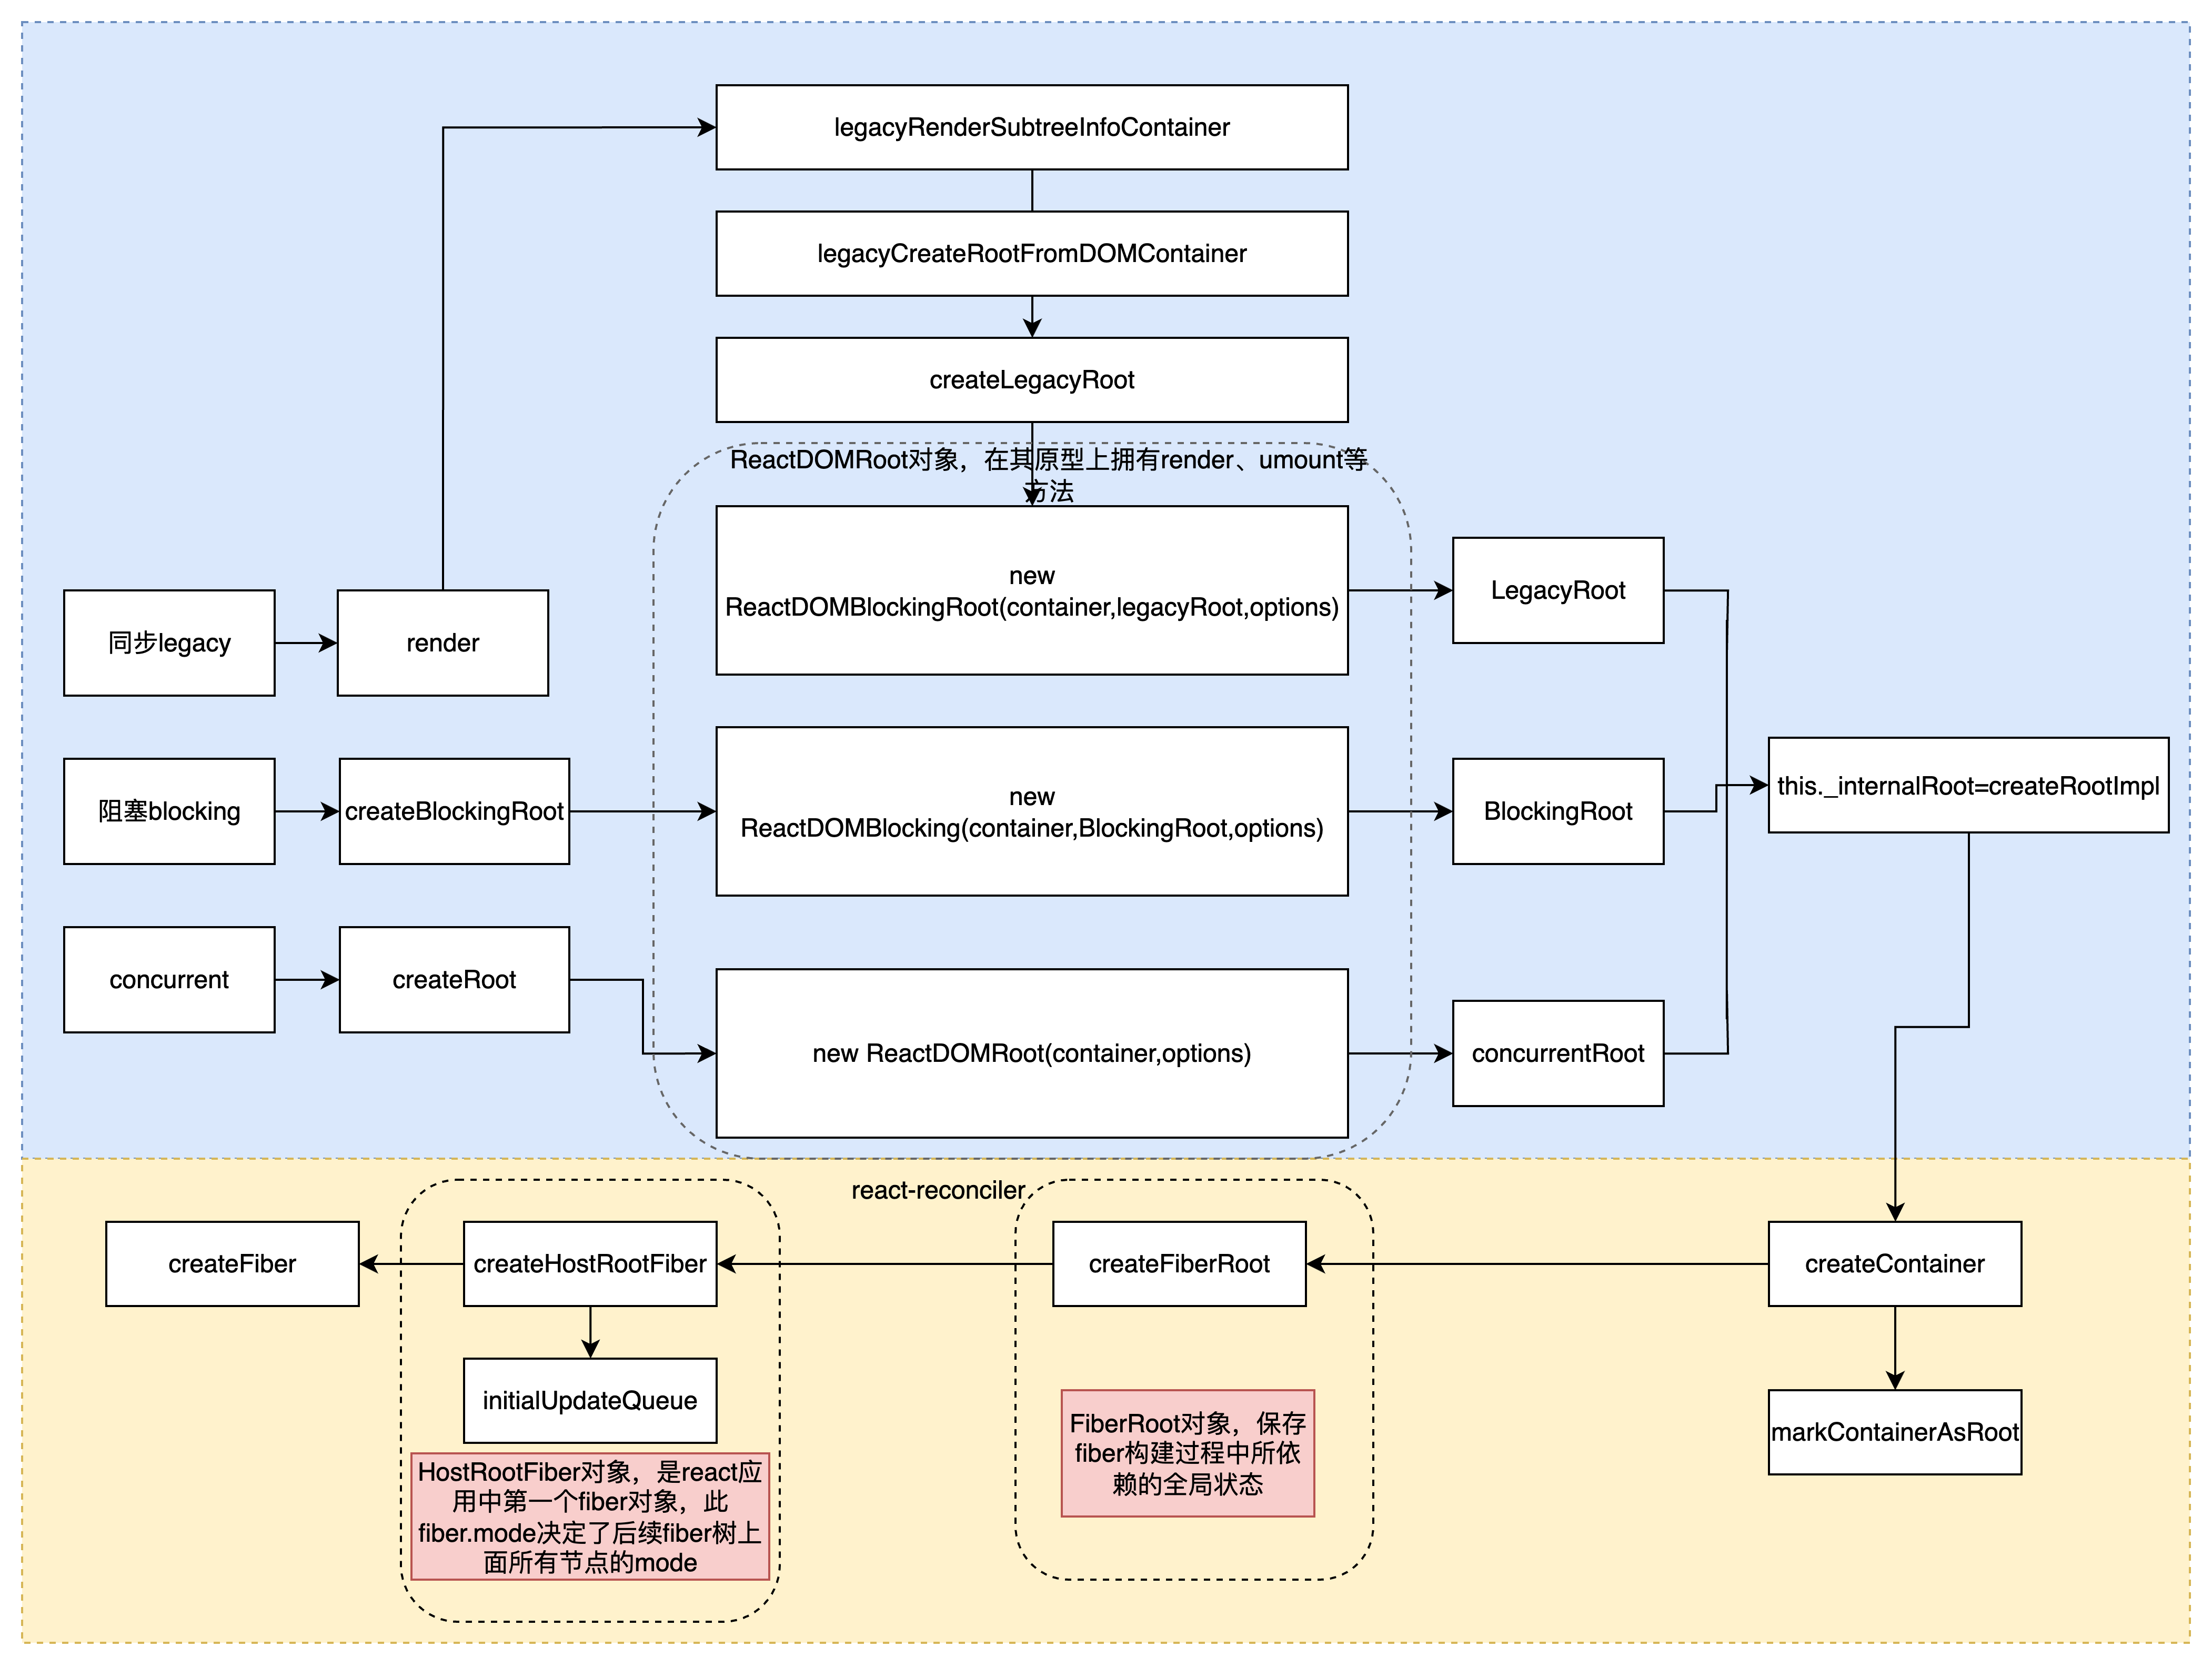 legacyRenderSubtreeInfoContainer
legacyCreateRootFromDOMContainer
createLegacyRoot
ReactDOMRoot对象，在其原型上拥有render、umount等
方法
new
ReactDOMBlockingRoot(container,legacyRoot,options)
LegacyRoot
同步legacy
render
new
ReactDOMBlocking(container,BlockingRoot,options)
阻塞blocking
createBlockingRoot
BlockingRoot
this._internalRoot=createRootImpl
concurrent
createRoot
new ReactDOMRoot(container,options)
concurrentRoot
react-reconciler
createFiber
createHostRootFiber
createFiberRoot
createContainer
initialUpdateQueue
markContainerAsRoot
FiberRoot对象，保存
fiber构建过程中所依
赖的全局状态
HostRootFiber对象，是react应
用中第一个fiber对象，此
fiber.mode决定了后续fiber树上
面所有节点的mode